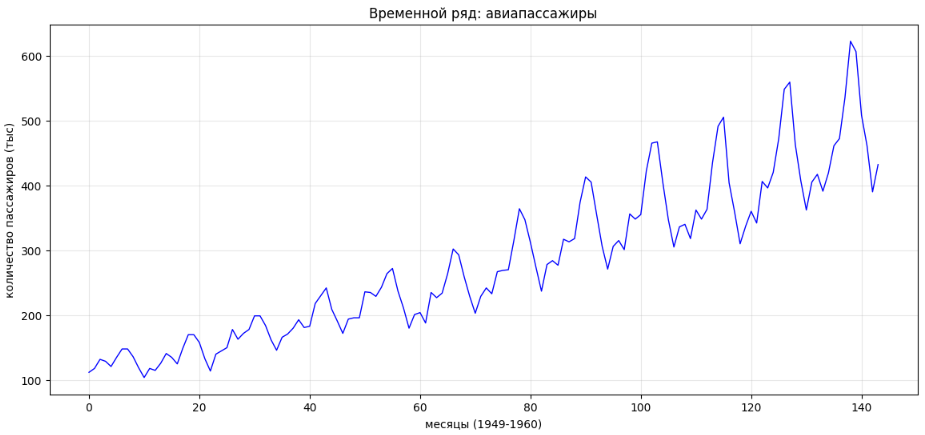 Временной ряд: авиапассажиры
количество пассажиров (тыс)
600
500
400
300
200
100
0 20 40 60 80 100 120 140
месяцы (1949-1960)